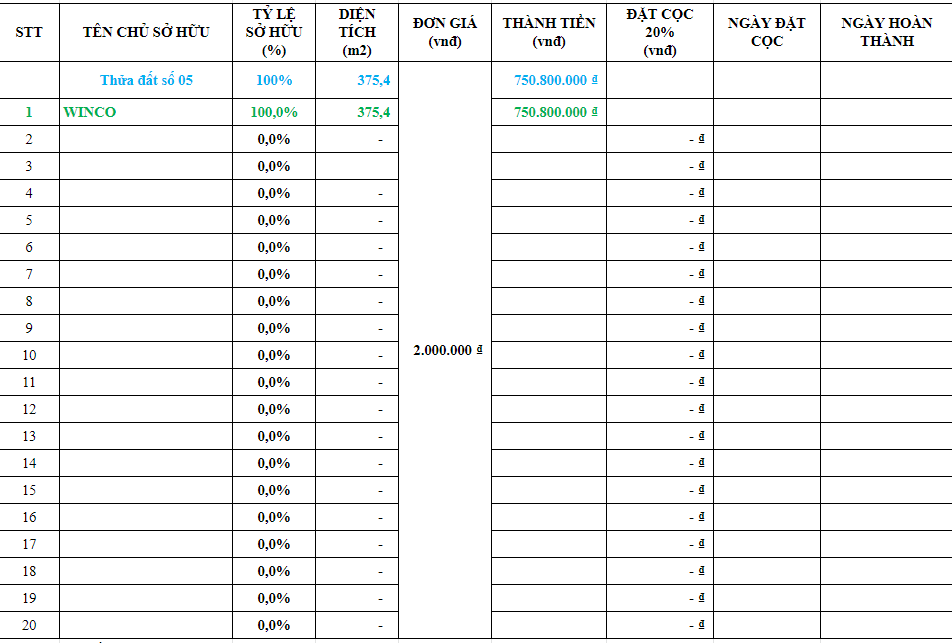 STT TÊN CHỦ SỞ HỮU TỶ LỆ SỞ HỮU (%) DIỆN TÍCH (m2) ĐƠN GIÁ (vnđ) THÀNH TIỀN (vnđ) ĐẶT CỌC 20% (vnđ) NGÀY ĐẶT CỌC NGÀY HOÀN THÀNH
Thửa đất số 05 100% 375,4 750.800.000 ₫
1 WINCO 100,0% 375,4 750.800.000 ₫
2 0,0% - - ₫
3 0,0% - ₫
4 0,0% - - ₫
5 0,0% - - ₫
6 0,0% - - ₫
7 0,0% - - ₫
8 0,0% - - ₫
9 0,0% - - ₫
10 0,0% - 2.000.000 ₫ - ₫
11 0,0% - - ₫
12 0,0% - - ₫
13 0,0% - - ₫
14 0,0% - - ₫
15 0,0% - - ₫
16 0,0% - - ₫
17 0,0% - - ₫
18 0,0% - - ₫
19 0,0% - - ₫
20 0,0% - - ₫